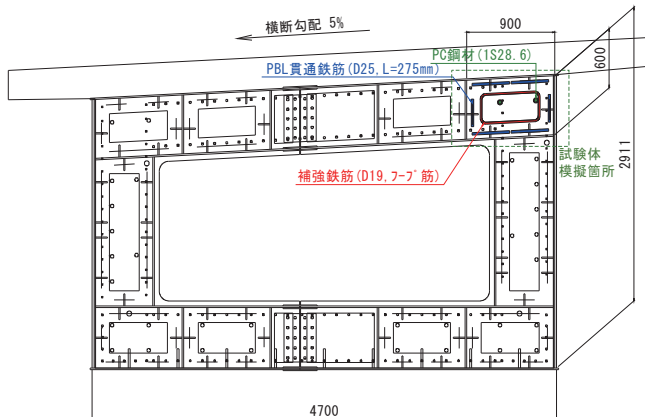 横断勾配 5%
900
PC鋼材(1S28.6)
PBL貫通鉄筋(D25,L=275mm)
600
試験体
模擬箇所
補強鉄筋(D19,フープ筋)
2911
4700